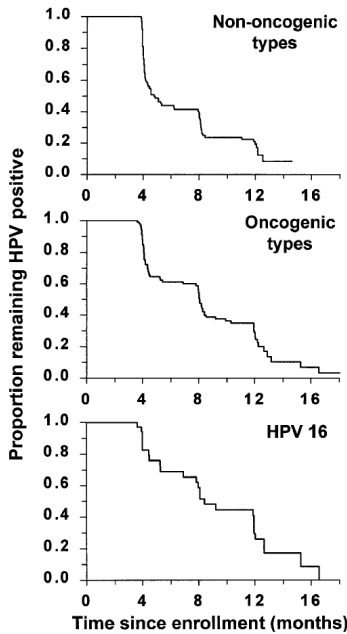 Proportion remaining HPV positive
Non-oncogenic
types
1.0
0.8
0.6
0.4
0.2
0.0
0 4 8 12 16
Oncogenic
types
1.0
0.8
0.6
0.4
0.2
0.0
0 4 8 12 16
HPV 16
1.0
0.8
0.6
0.4
0.2
0.0
0 4 8 12 16
Time since enrollment (months)